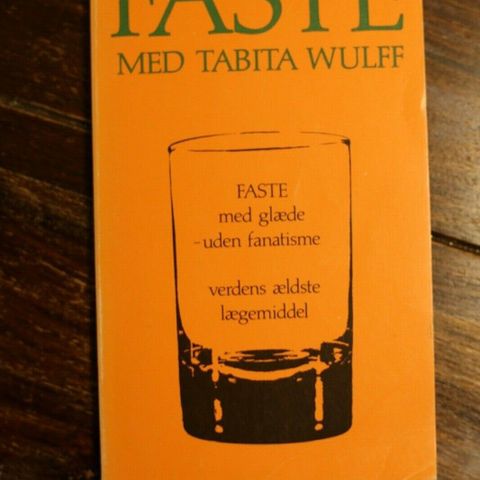 FASTE
MED TABITA WULFF
FASTE
med glæde
-uden fanatisme
verdens ældste
lægemiddel